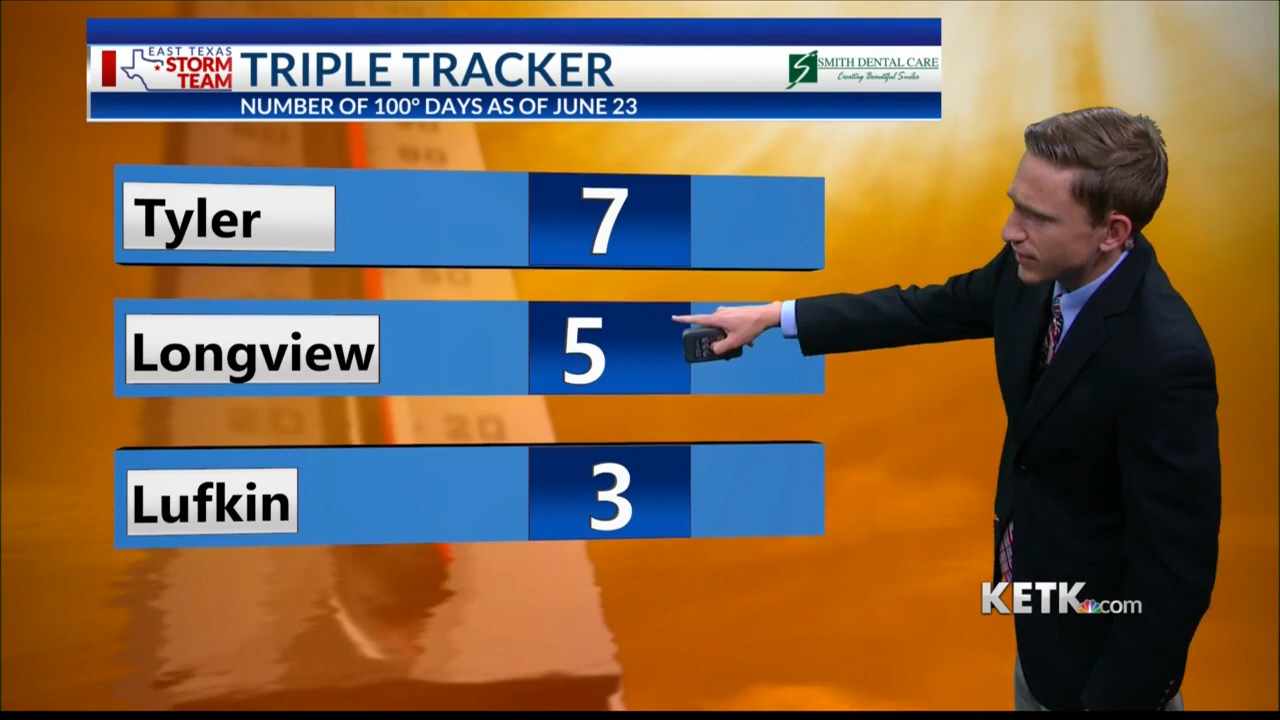 EAST TEXAS
STORM
TEAM
TRIPLE TRACKER
SMITH DENTAL CARE
Creating Beautiful Smiles
NUMBER OF 100° DAYS AS OF JUNE 23
Tyler
7
Longview
5
Lufkin
3
KETK.com